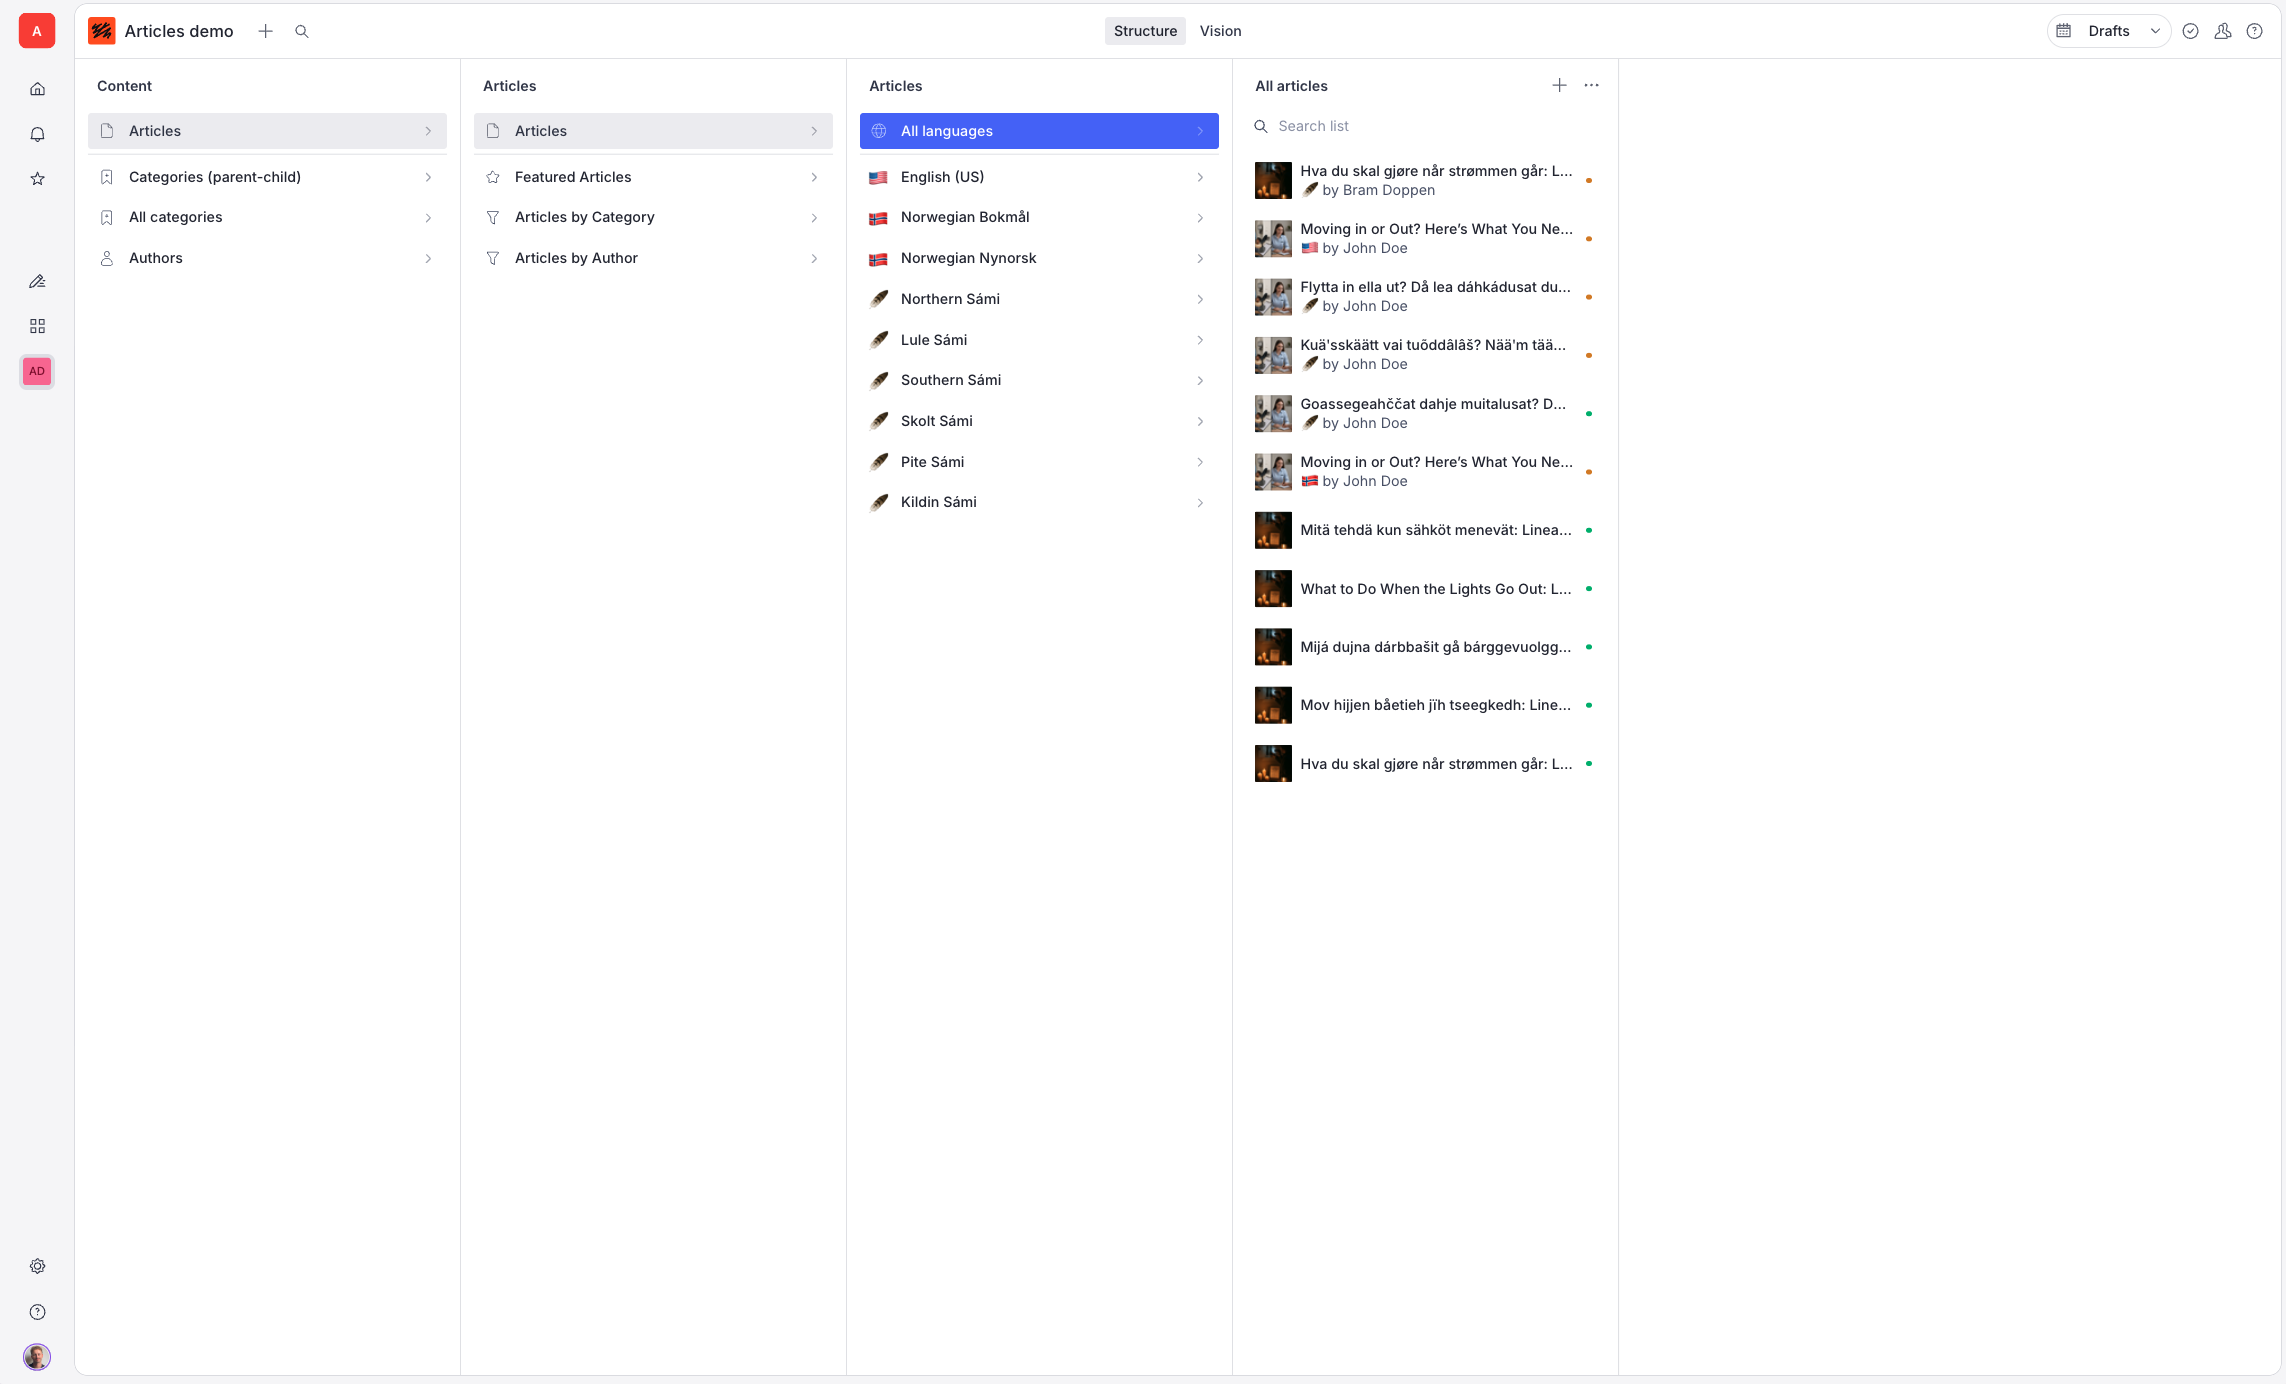 A
Articles demo
Structure
Vision
Drafts
Content
Articles
Categories (parent-child)
All categories
Authors
Articles
Articles
Featured Articles
Articles by Category
Articles by Author
Articles
All languages
English (US)
Norwegian Bokmål
Norwegian Nynorsk
Northern Sámi
Lule Sámi
Southern Sámi
Skolt Sámi
Pite Sámi
Kildin Sámi
All articles
Search list
Hva du skal gjøre når strømmen går: L...
by Bram Doppen
Moving in or Out? Here’s What You Ne...
by John Doe
Flytta in ella ut? Då lea dáhkádusat du...
by John Doe
Kuä'sskäätt vai tuõddâlâš? Nää'm tää...
by John Doe
Goassegeahččat dahje muitalusat? D...
by John Doe
Moving in or Out? Here’s What You Ne...
by John Doe
Mitä tehdä kun sähköt menevät: Linea...
What to Do When the Lights Go Out: L...
Mijá dujna dárbbašit gå bárggevuolgg...
Mov hijjen båetieh jïh tseegkedh: Line...
Hva du skal gjøre når strømmen går: L...
AD